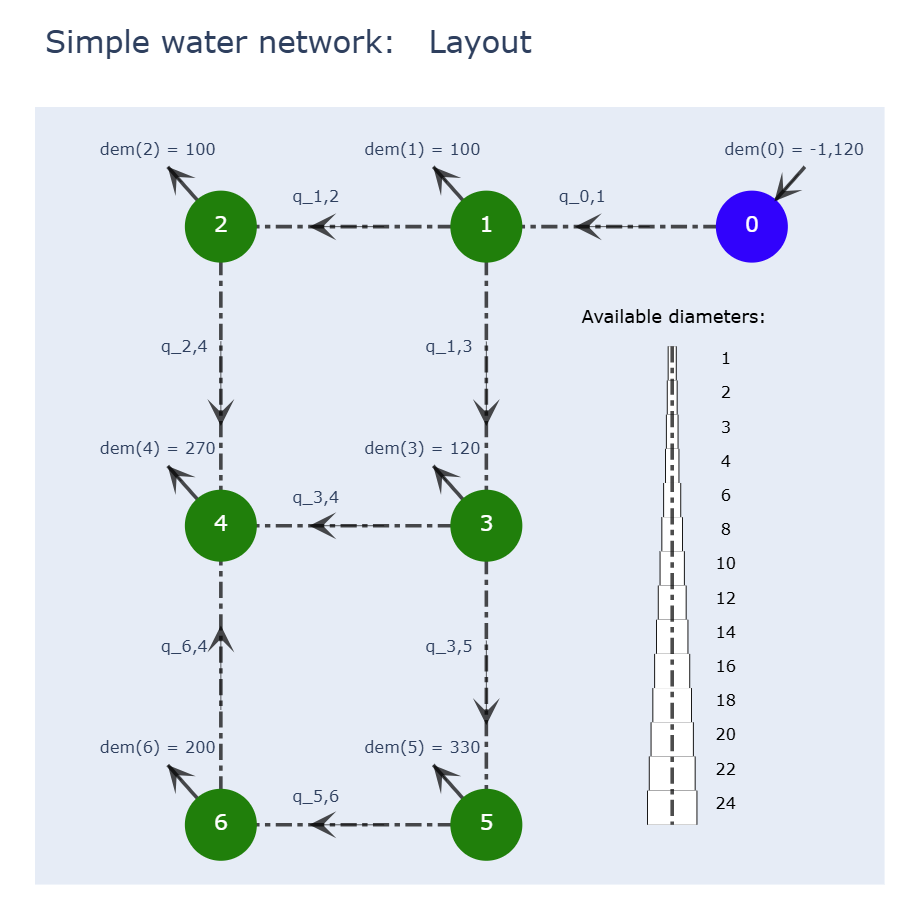 Simple water network:   Layout
dem(2) = 100
dem(1) = 100
dem(0) = -1,120
q_1,2
q_0,1
2
1
0
Available diameters:
q_2,4
q_1,3
1
2
3
dem(4) = 270
dem(3) = 120
4
q_3,4
6
4
3
8
10
12
14
q_6,4
q_3,5
16
18
20
dem(6) = 200
dem(5) = 330
22
q_5,6
24
6
5